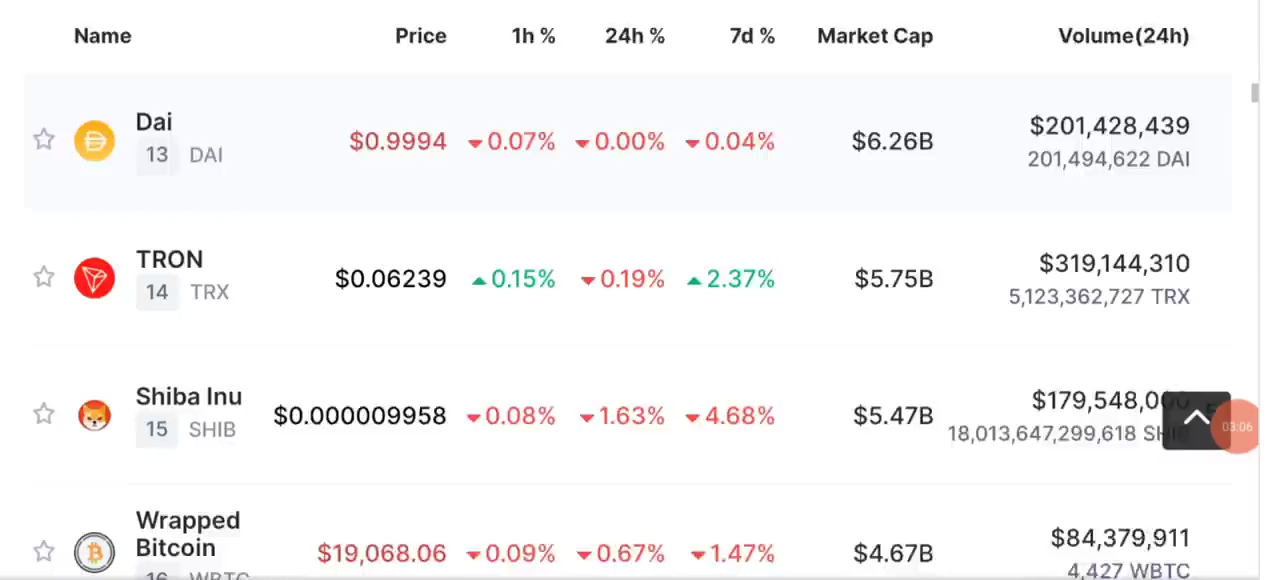 Name Price 1h % 24h % 7d % Market Cap Volume(24h)
Dai
13 DAI
$0.9994 0.07% 0.00% 0.04% $6.26B
$201,428,439
201,494,622 DAI
TRON
14 TRX
$0.06239 0.15% 0.19% 2.37% $5.75B
$319,144,310
5,123,362,727 TRX
Shiba Inu
15 SHIB
$0.000009958 0.08% 1.63% 4.68% $5.47B
18,013,647,299,618
03:06
Wrapped
Bitcoin
16 WBTC
$19,068.06 0.09% 0.67% 1.47% $4.67B
$84,379,911
4,427 WBTC